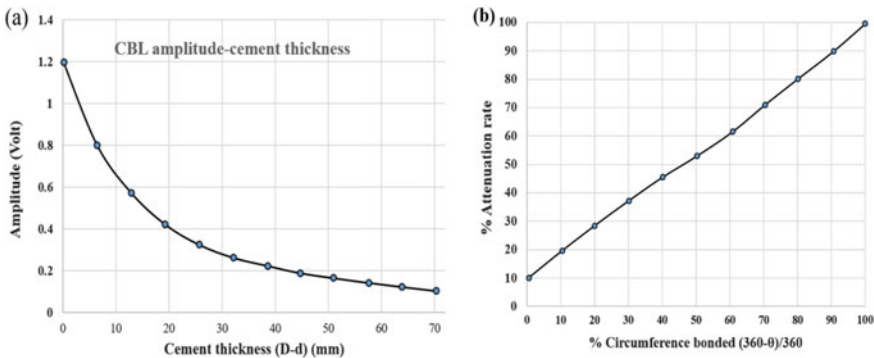 (a)
CBL amplitude-cement thickness
Amplitude (Volt)
1.4
1.2
1
0.8
0.6
0.4
0.2
0
0 10 20 30 40 50 60 70
Cement thickness (D-d) (mm)
(b)
% Attenuation rate
100
90
80
70
60
50
40
30
20
10
0
0 10 20 30 40 50 60 70 80 90 100
% Circumference bonded (360-θ)/360